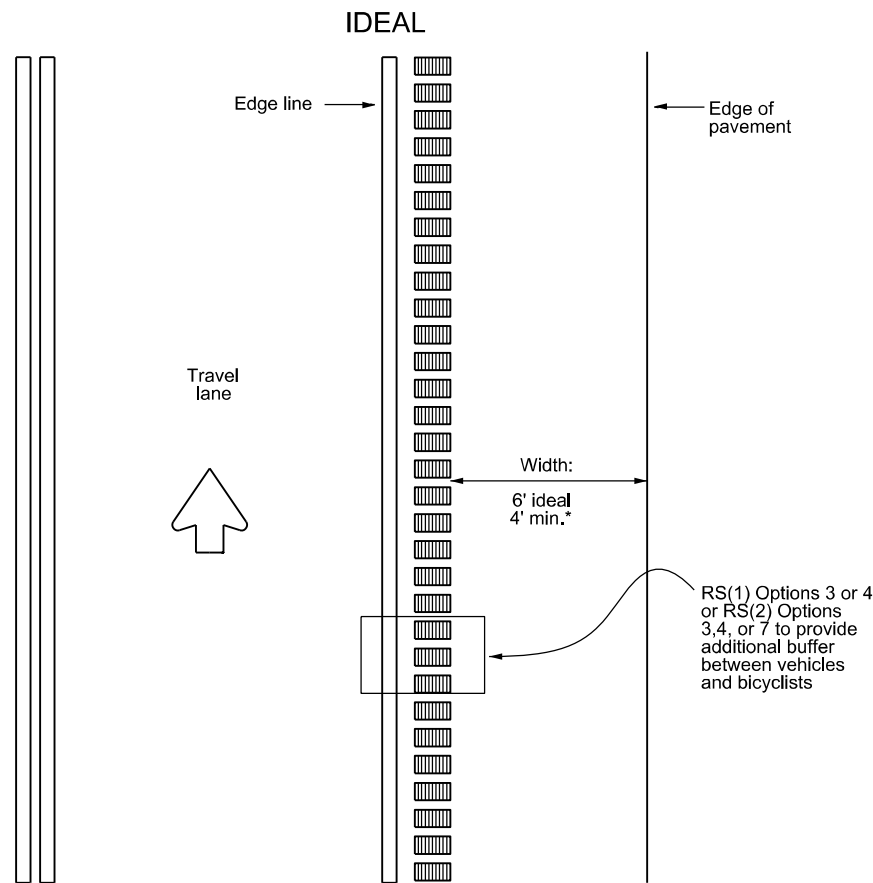 IDEAL
Edge line
Edge of
pavement
Travel
lane
Width:
6' ideal
4' min.*
RS(1) Options 3 or 4
or RS(2) Options
3,4, or 7 to provide
additional buffer
between vehicles
and bicyclists